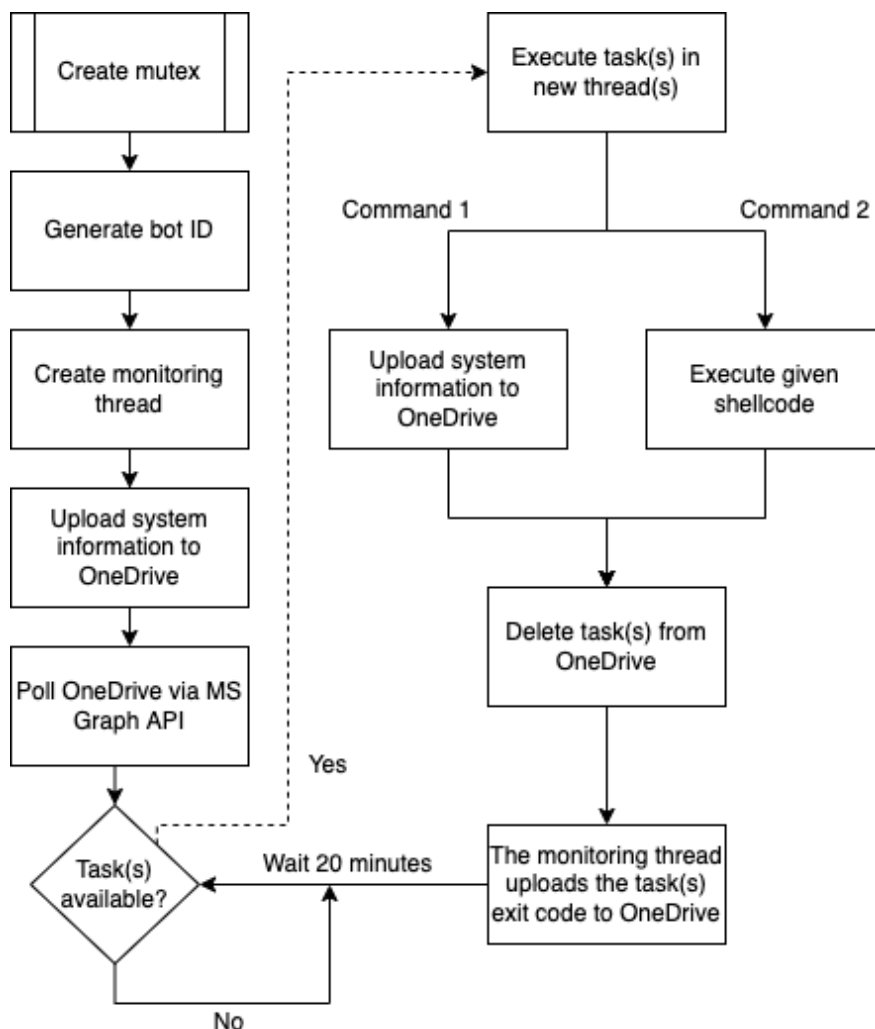 Create mutex
Generate bot ID
Create monitoring
thread
Upload system
information to
OneDrive
Poll OneDrive via MS
Graph API
Task(s)
available?
No
Yes
Execute task(s) in
new thread(s)
Command 1
Command 2
Upload system
information to
OneDrive
Execute given
shellcode
Delete task(s) from
OneDrive
The monitoring thread
uploads the task(s)
exit code to OneDrive
Wait 20 minutes